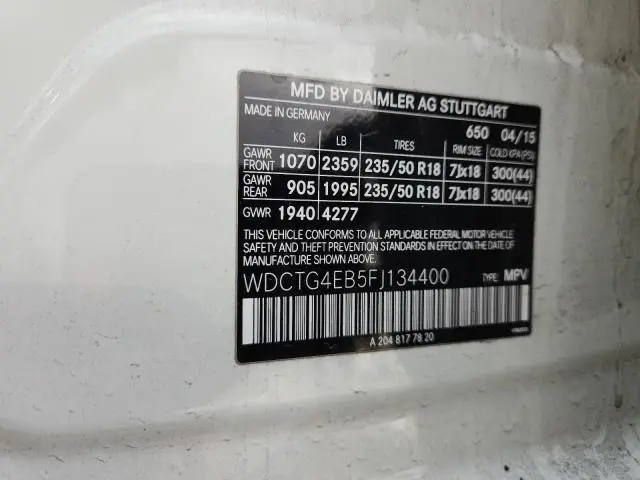 MFD BY DAIMLER AG STUTTGART
MADE IN GERMANY
650 04/15
KG LB TIRES RIM SIZE COLD KPA(PSI)
GAWR FRONT 1070 2359 235/50 R18 7Jx18 300(44)
GAWR REAR 905 1995 235/50 R18 7Jx18 300(44)
GVWR 1940 4277
THIS VEHICLE CONFORMS TO ALL APPLICABLE FEDERAL MOTOR VEHICLE
SAFETY AND THEFT PREVENTION STANDARDS IN EFFECT ON THE DATE OF
MANUFACTURE SHOWN ABOVE.
WDCTG4EB5FJ134400 TYPE: MPV
A 204 817 78 20